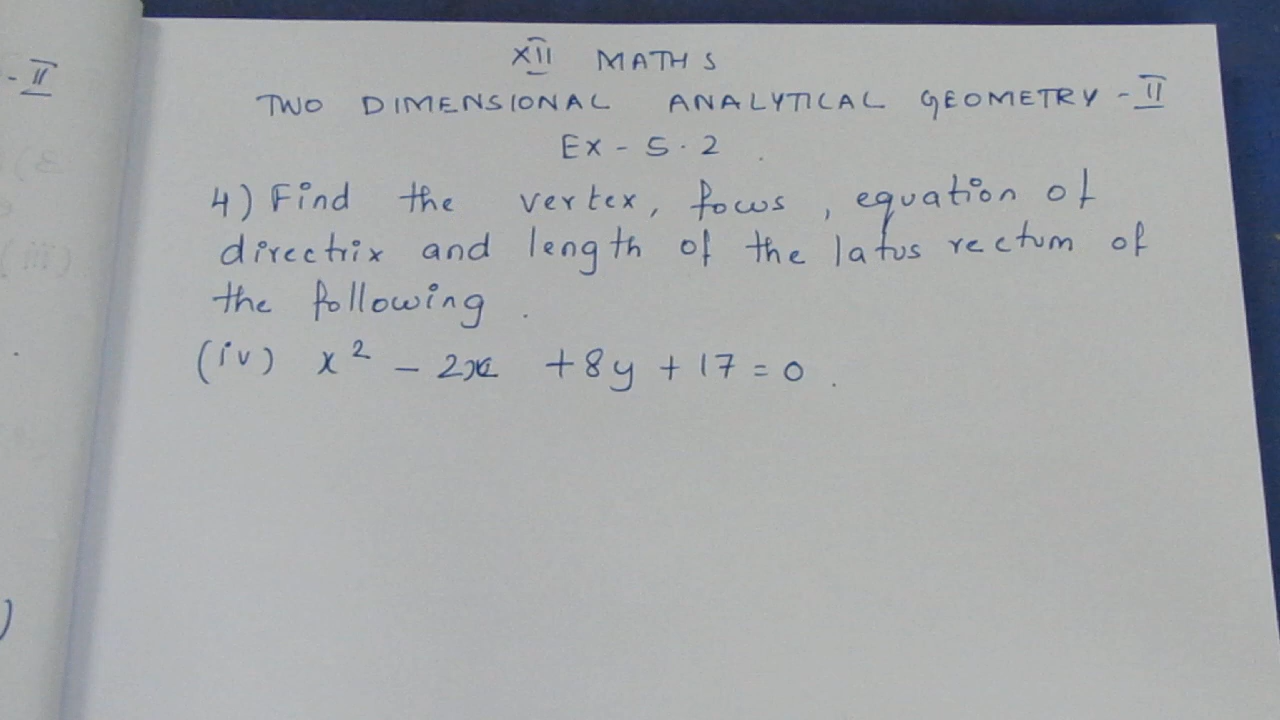 - II
XII MATHS
TWO DIMENSIONAL ANALYTICAL GEOMETRY - II
Ex - 5.2
4) Find the vertex, focus, equation of
directrix and length of the latus rectum of
the following.
(iv) x² - 2x + 8y + 17 = 0.